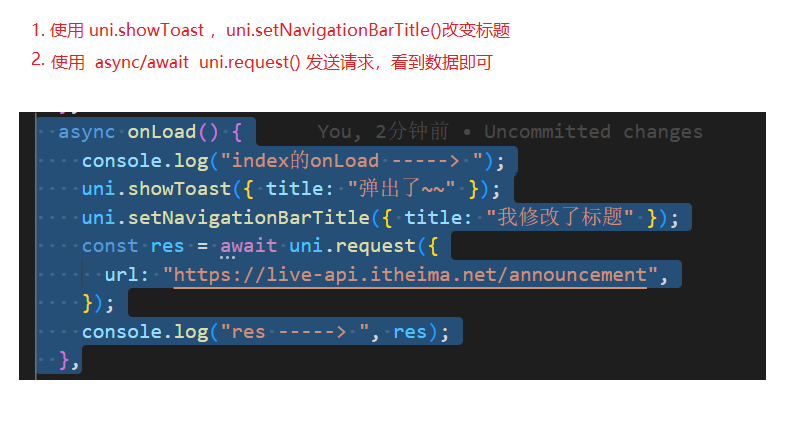 1. 使用 uni.showToast ,  uni.setNavigationBarTitle()改变标题
2. 使用  async/await  uni.request() 发送请求，看到数据即可
async onLoad() {      You, 2分钟前 • Uncommitted changes
console.log("index的onLoad -----> ");
uni.showToast({ title: "弹出了~~" });
uni.setNavigationBarTitle({ title: "我修改了标题" });
const res = await uni.request({
url: "https://live-api.itheima.net/announcement",
});
console.log("res -----> ", res);
},